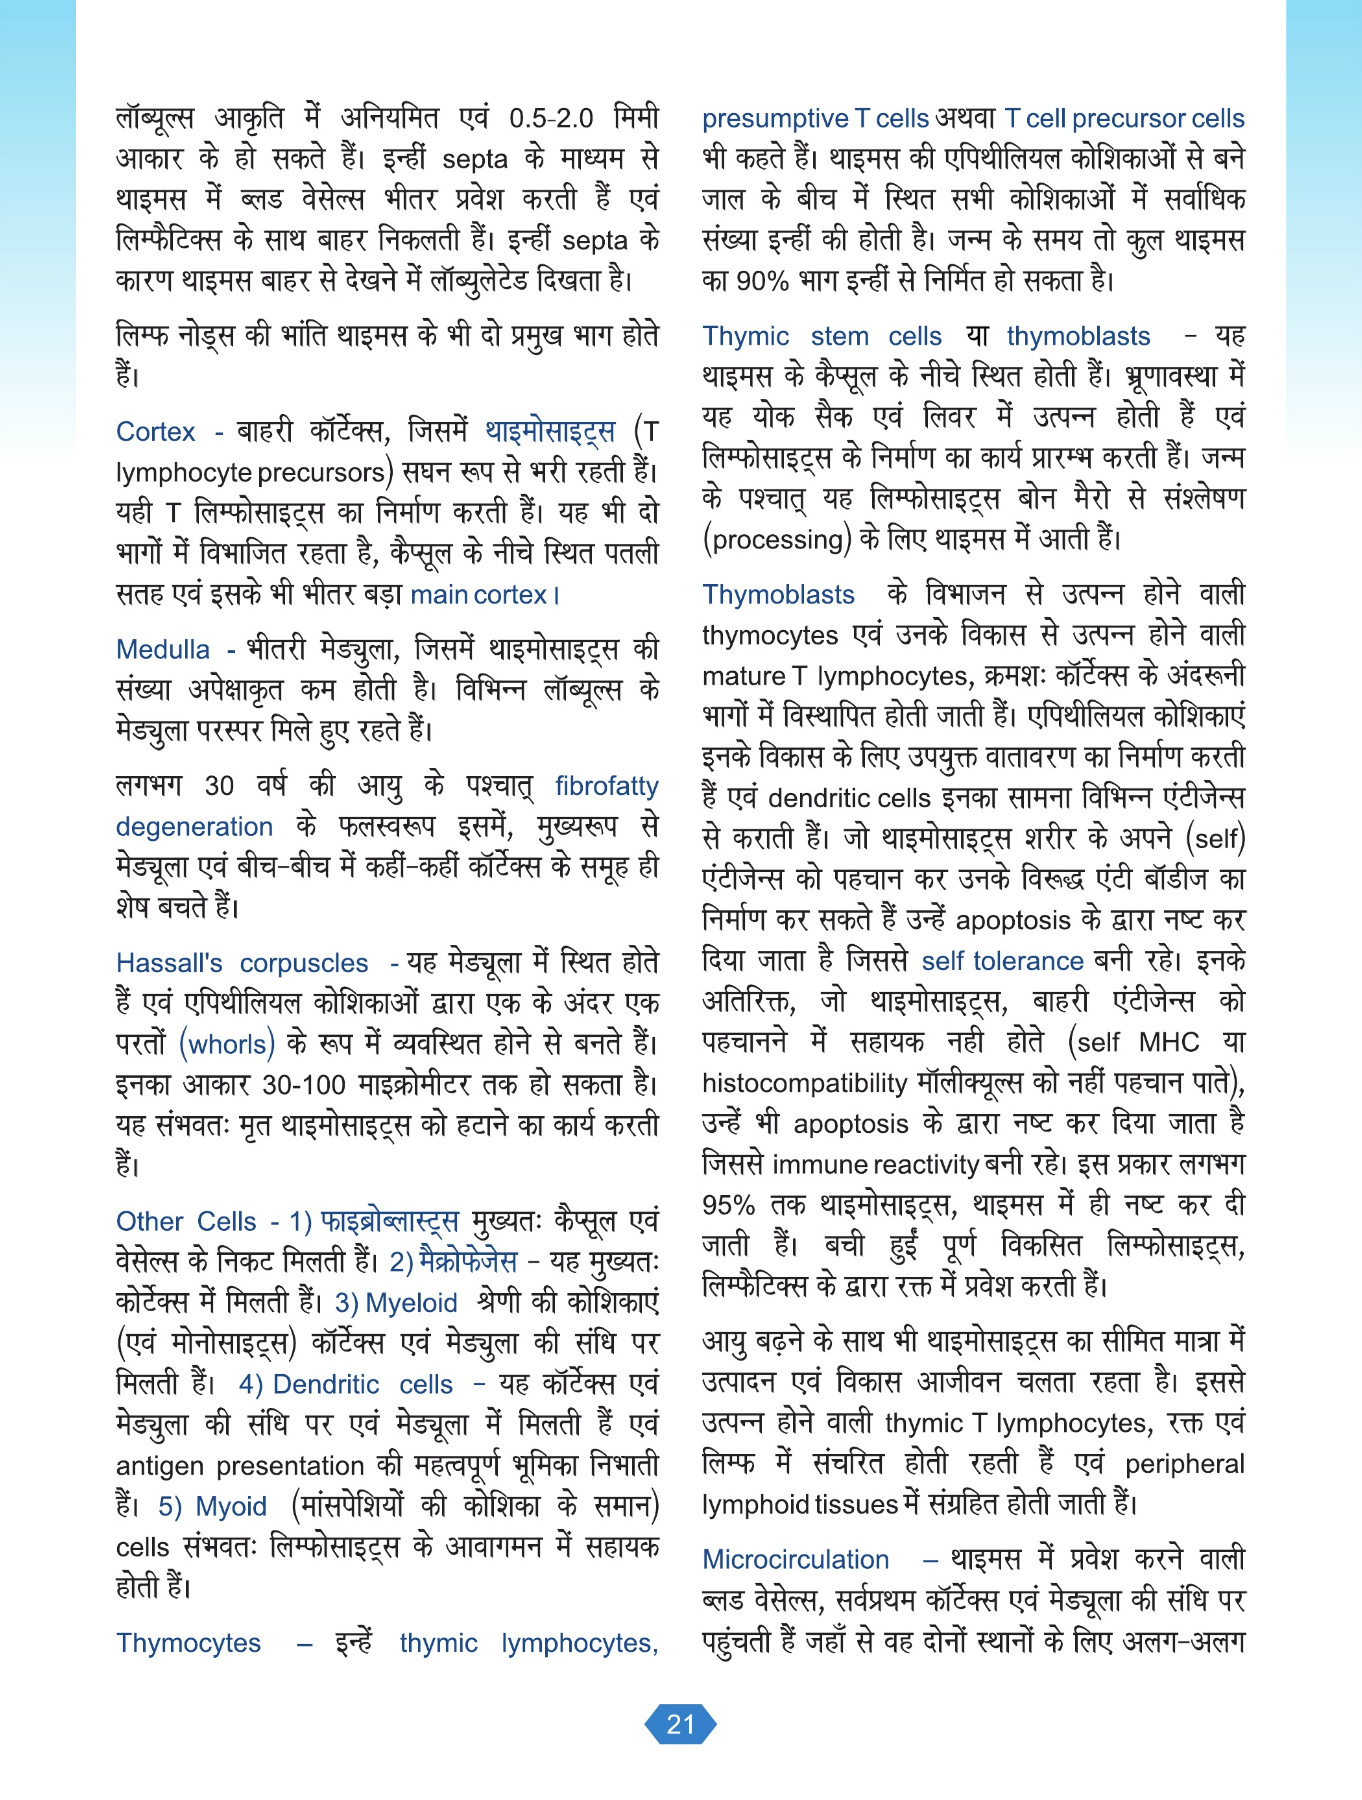 लॉब्यूल्स आकृति में अनियमित एवं 0.5-2.0 मिमी
आकार के हो सकते हैं। इन्हीं septa के माध्यम से
थाइमस में ब्लड वेसेल्स भीतर प्रवेश करती हैं एवं
लिम्फैटिक्स के साथ बाहर निकलती हैं। इन्हीं septa के
कारण थाइमस बाहर से देखने में लॉब्युलेटेड दिखता है।
लिम्फ नोड्स की भांति थाइमस के भी दो प्रमुख भाग होते
हैं।
Cortex - बाहरी कॉर्टेक्स, जिसमें थाइमोसाइट्स (T
lymphocyte precursors) सघन रूप से भरी रहती हैं।
यही T लिम्फोसाइट्स का निर्माण करती हैं। यह भी दो
भागों में विभाजित रहता है, कैप्सूल के नीचे स्थित पतली
सतह एवं इसके भी भीतर बड़ा main cortex।
Medulla - भीतरी मेड्युला, जिसमें थाइमोसाइट्स की
संख्या अपेक्षाकृत कम होती है। विभिन्न लॉब्यूल्स के
मेड्युला परस्पर मिले हुए रहते हैं।
लगभग 30 वर्ष की आयु के पश्चात् fibrofatty
degeneration के फलस्वरूप इसमें, मुख्यरूप से
मेड्यूला एवं बीच-बीच में कहीं-कहीं कॉर्टेक्स के समूह ही
शेष बचते हैं।
Hassall's corpuscles - यह मेड्यूला में स्थित होते
हैं एवं एपिथीलियल कोशिकाओं द्वारा एक के अंदर एक
परतों (whorls) के रूप में व्यवस्थित होने से बनते हैं।
इनका आकार 30-100 माइक्रोमीटर तक हो सकता है।
यह संभवतः मृत थाइमोसाइट्स को हटाने का कार्य करती
हैं।
Other Cells - 1) फाइब्रोब्लास्ट्स मुख्यतः कैप्सूल एवं
वेसेल्स के निकट मिलती हैं। 2) मैक्रोफेजेस – यह मुख्यतः
कोर्टेक्स में मिलती हैं। 3) Myeloid श्रेणी की कोशिकाएं
(एवं मोनोसाइट्स) कॉर्टेक्स एवं मेड्युला की संधि पर
मिलती हैं। 4) Dendritic cells – यह कॉर्टेक्स एवं
मेड्युला की संधि पर एवं मेड्यूला में मिलती हैं एवं
antigen presentation की महत्वपूर्ण भूमिका निभाती
हैं। 5) Myoid (मांसपेशियों की कोशिका के समान)
cells संभवतः लिम्फोसाइट्स के आवागमन में सहायक
होती हैं।
Thymocytes – इन्हें thymic lymphocytes,
presumptive T cells अथवा T cell precursor cells
भी कहते हैं। थाइमस की एपिथीलियल कोशिकाओं से बने
जाल के बीच में स्थित सभी कोशिकाओं में सर्वाधिक
संख्या इन्हीं की होती है। जन्म के समय तो कुल थाइमस
का 90% भाग इन्हीं से निर्मित हो सकता है।
Thymic stem cells या thymoblasts – यह
थाइमस के कैप्सूल के नीचे स्थित होती हैं। भ्रूणावस्था में
यह योक सैक एवं लिवर में उत्पन्न होती हैं एवं
लिम्फोसाइट्स के निर्माण का कार्य प्रारम्भ करती हैं। जन्म
के पश्चात् यह लिम्फोसाइट्स बोन मैरो से संश्लेषण
(processing) के लिए थाइमस में आती हैं।
Thymoblasts के विभाजन से उत्पन्न होने वाली
thymocytes एवं उनके विकास से उत्पन्न होने वाली
mature T lymphocytes, क्रमशः कॉर्टेक्स के अंदरूनी
भागों में विस्थापित होती जाती हैं। एपिथीलियल कोशिकाएं
इनके विकास के लिए उपयुक्त वातावरण का निर्माण करती
हैं एवं dendritic cells इनका सामना विभिन्न एंटीजेन्स
से कराती हैं। जो थाइमोसाइट्स शरीर के अपने (self)
एंटीजेन्स को पहचान कर उनके विरूद्ध एंटी बॉडीज का
निर्माण कर सकते हैं उन्हें apoptosis के द्वारा नष्ट कर
दिया जाता है जिससे self tolerance बनी रहे। इनके
अतिरिक्त, जो थाइमोसाइट्स, बाहरी एंटीजेन्स को
पहचानने में सहायक नही होते (self MHC या
histocompatibility मॉलीक्यूल्स को नहीं पहचान पाते),
उन्हें भी apoptosis के द्वारा नष्ट कर दिया जाता है
जिससे immune reactivity बनी रहे। इस प्रकार लगभग
95% तक थाइमोसाइट्स, थाइमस में ही नष्ट कर दी
जाती हैं। बची हुईं पूर्ण विकसित लिम्फोसाइट्स,
लिम्फैटिक्स के द्वारा रक्त में प्रवेश करती हैं।
आयु बढ़ने के साथ भी थाइमोसाइट्स का सीमित मात्रा में
उत्पादन एवं विकास आजीवन चलता रहता है। इससे
उत्पन्न होने वाली thymic T lymphocytes, रक्त एवं
लिम्फ में संचरित होती रहती हैं एवं peripheral
lymphoid tissues में संग्रहित होती जाती हैं।
Microcirculation – थाइमस में प्रवेश करने वाली
ब्लड वेसेल्स, सर्वप्रथम कॉर्टेक्स एवं मेड्यूला की संधि पर
पहुंचती हैं जहाँ से वह दोनों स्थानों के लिए अलग-अलग
21